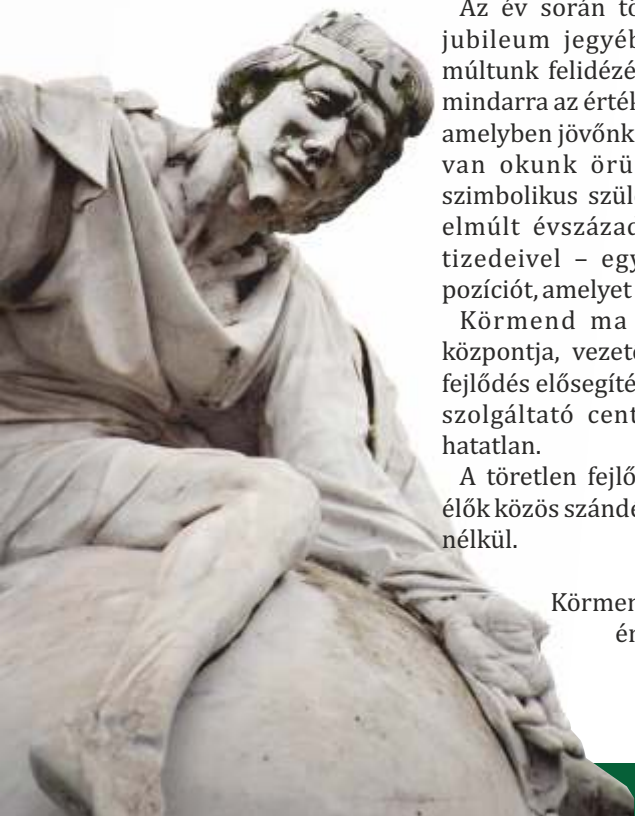 Az év során tö
jubileum jegyéb
múltunk felidézé
mindarra az érték
amelyben jövőnk
van okunk örü
szimbolikus szül
elmúlt évszázad
tizedeivel – egy
pozíciót, amelyet
Körmend ma
központja, vezet
fejlődés elősegíté
szolgáltató cent
hatatlan.
A töretlen fejlő
élők közös szánde
nélkül.
Körmen
ér